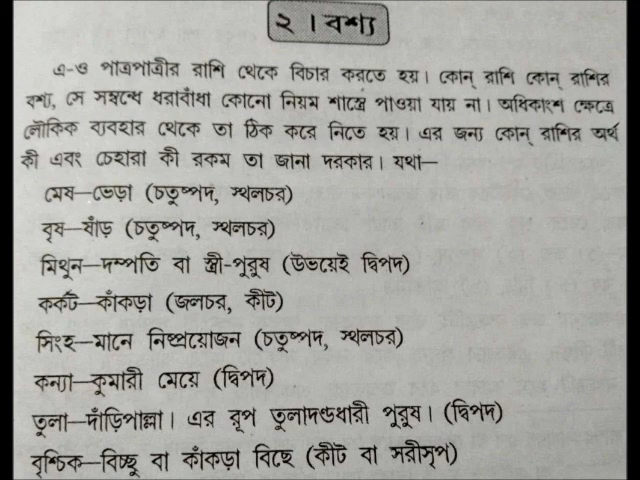 ২ । বশ্য
এ-ও পাত্রপাত্রীর রাশি থেকে বিচার করতে হয়। কোন্ রাশি কোন্ রাশির
বশ্য, সে সম্বন্ধে ধরাবাঁধা কোনো নিয়ম শাস্ত্রে পাওয়া যায় না। অধিকাংশ ক্ষেত্রে
লৌকিক ব্যবহার থেকে তা ঠিক করে নিতে হয়। এর জন্য কোন্ রাশির অর্থ
কী এবং চেহারা কী রকম তা জানা দরকার। যথা—
মেষ—ভেড়া (চতুষ্পদ, স্থলচর)
বৃষ—ষাঁড় (চতুষ্পদ, স্থলচর)
মিথুন—দম্পতি বা স্ত্রী-পুরুষ (উভয়েই দ্বিপদ)
কর্কট—কাঁকড়া (জলচর, কীট)
সিংহ—মানে নিষ্প্রয়োজন (চতুষ্পদ, স্থলচর)
কন্যা—কুমারী মেয়ে (দ্বিপদ)
তুলা—দাঁড়িপাল্লা। এর রূপ তুলাদণ্ডধারী পুরুষ। (দ্বিপদ)
বৃশ্চিক—বিচ্ছু বা কাঁকড়া বিছে (কীট বা সরীসৃপ)